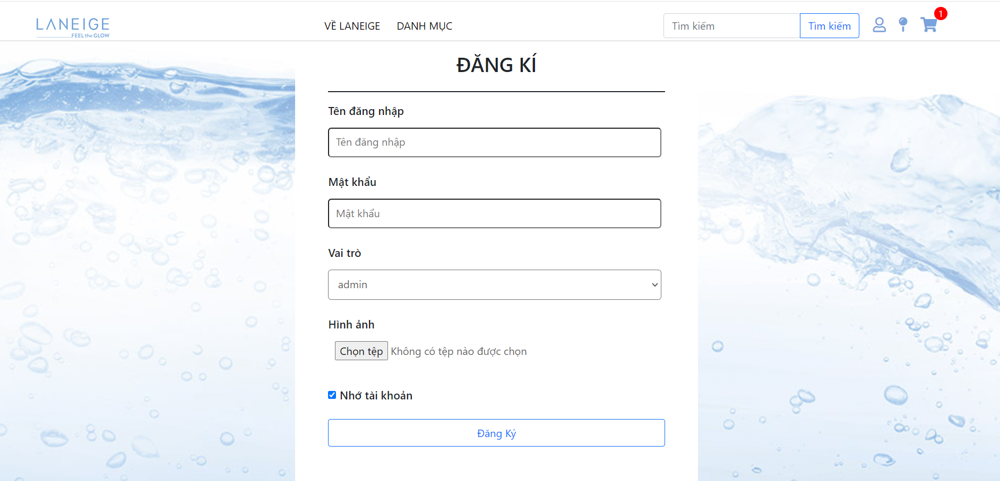 LANEIGE
FEEL the GLOW
VỀ LANEIGE
DANH MỤC
Tìm kiếm
Tìm kiếm
1
ĐĂNG KÍ
Tên đăng nhập
Tên đăng nhập
Mật khẩu
Mật khẩu
Vai trò
admin
Hình ảnh
Chọn tệp Không có tệp nào được chọn
Nhớ tài khoản
Đăng Ký